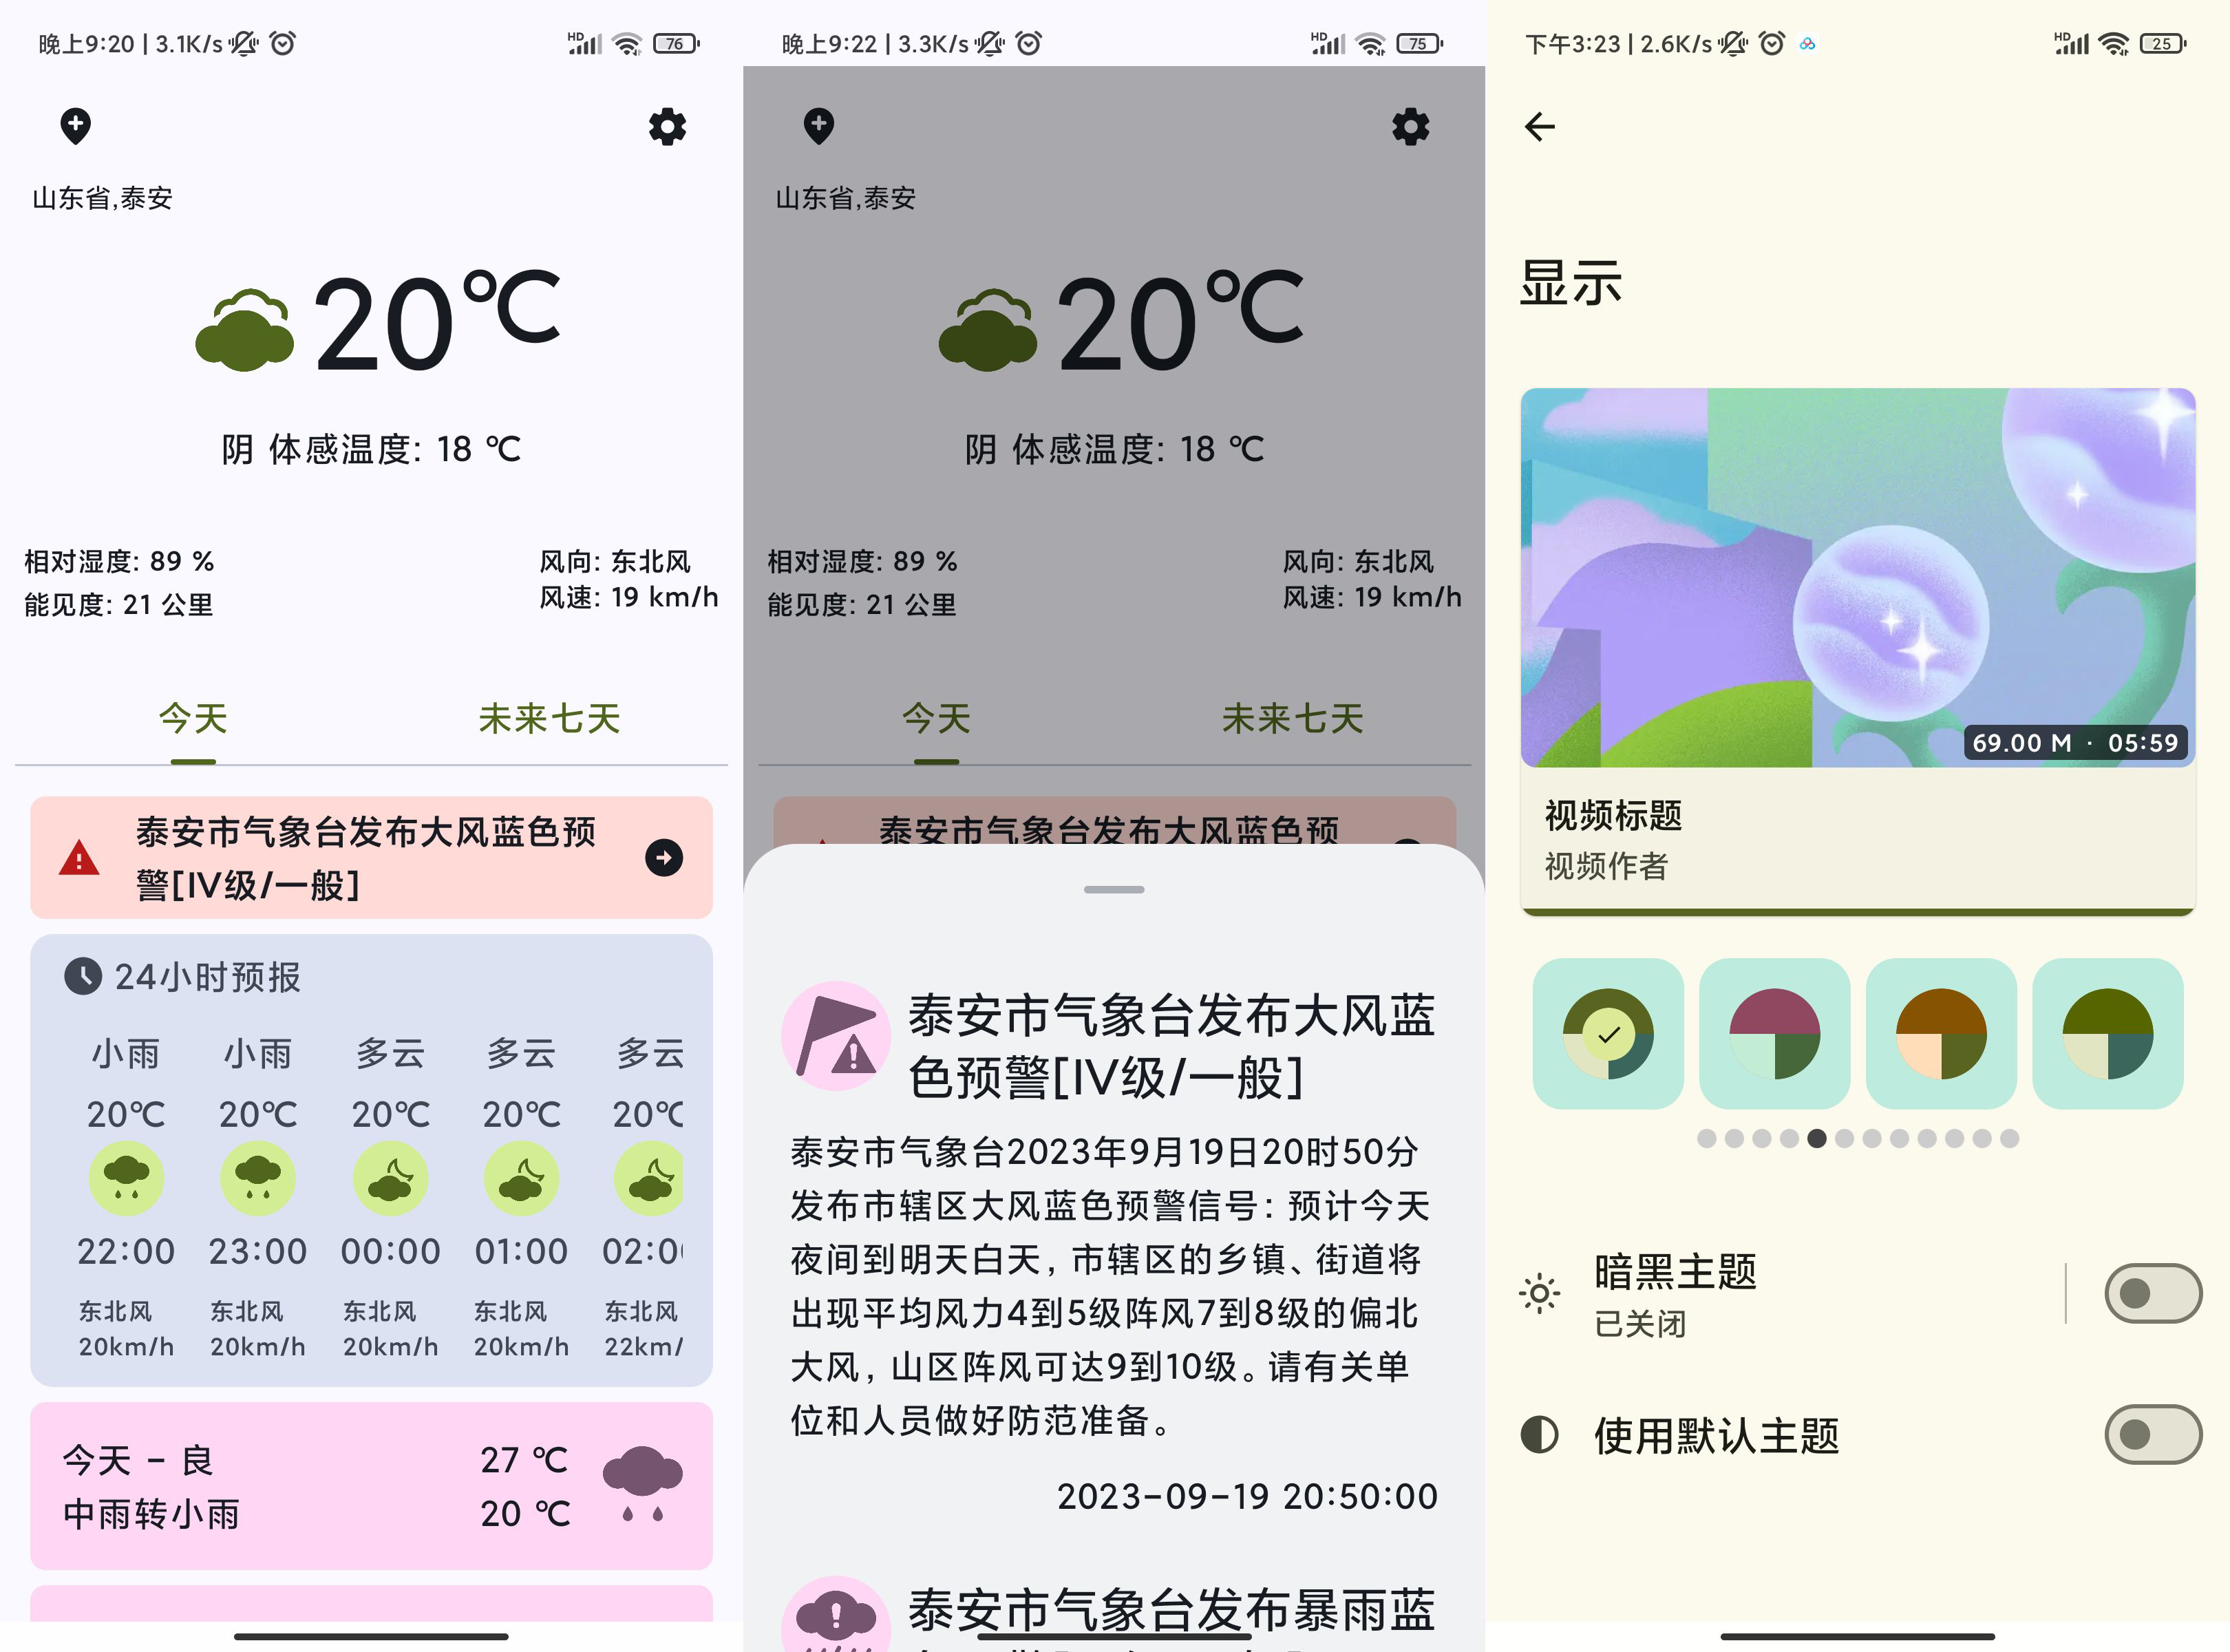 晚上9:20 | 3.1K/s
HD
76
山东省,泰安
20℃
阴 体感温度: 18 ℃
相对湿度: 89 %
能见度: 21 公里
风向: 东北风
风速: 19 km/h
今天
未来七天
泰安市气象台发布大风蓝色预
警[IV级/一般]
24小时预报
小雨 小雨 多云 多云 多云
20℃ 20℃ 20℃ 20℃ 20℃
22:00 23:00 00:00 01:00 02:00
东北风 东北风 东北风 东北风 东北风
20km/h 20km/h 20km/h 20km/h 22km/
今天 - 良
中雨转小雨
27 ℃
20 ℃
晚上9:22 | 3.3K/s
HD
75
山东省,泰安
20℃
阴 体感温度: 18 ℃
相对湿度: 89 %
能见度: 21 公里
风向: 东北风
风速: 19 km/h
今天
未来七天
泰安市气象台发布大风蓝色预
泰安市气象台发布大风蓝
色预警[IV级/一般]
泰安市气象台2023年9月19日20时50分
发布市辖区大风蓝色预警信号：预计今天
夜间到明天白天，市辖区的乡镇、街道将
出现平均风力4到5级阵风7到8级的偏北
大风，山区阵风可达9到10级。请有关单
位和人员做好防范准备。
2023-09-19 20:50:00
泰安市气象台发布暴雨蓝
下午3:23 | 2.6K/s
HD
25
显示
69.00 M · 05:59
视频标题
视频作者
暗黑主题
已关闭
使用默认主题